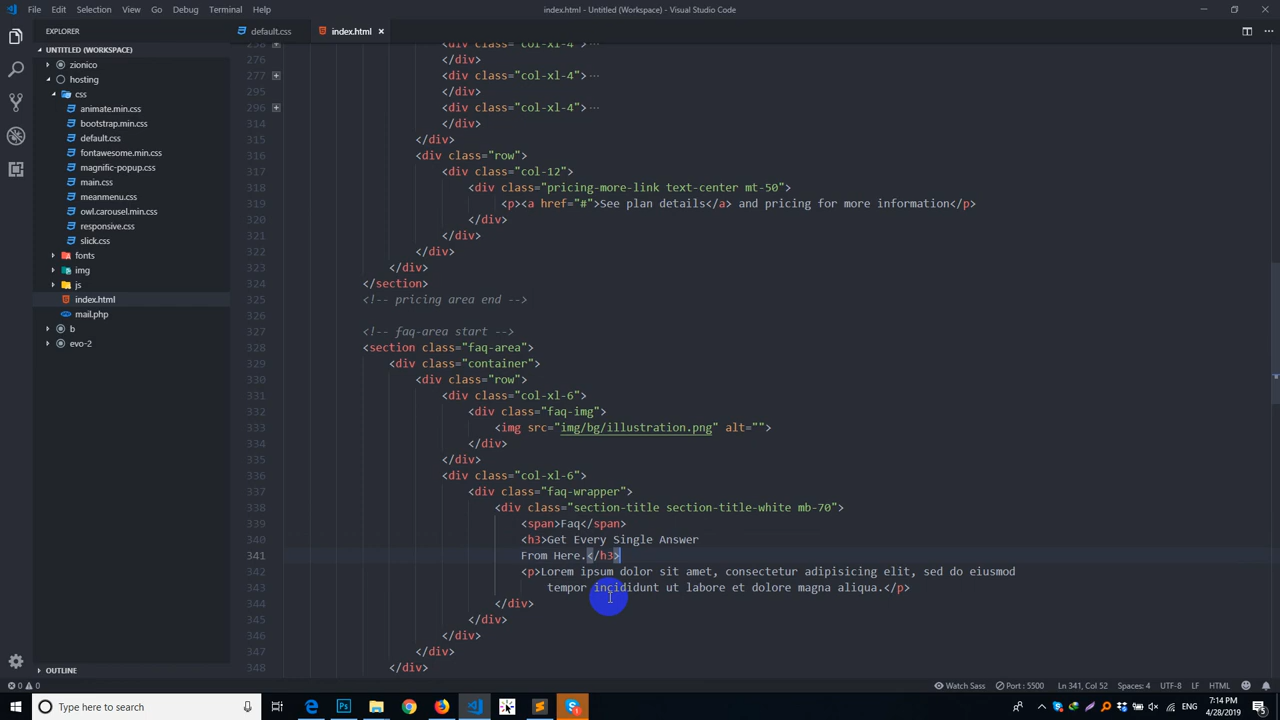 File Edit Selection View Go Debug Terminal Help
index.html - Untitled (Workspace) - Visual Studio Code
EXPLORER
UNTITLED (WORKSPACE)
zionico
hosting
css
animate.min.css
bootstrap.min.css
default.css
fontawesome.min.css
magnific-popup.css
main.css
meanmenu.css
owl.carousel.min.css
responsive.css
slick.css
fonts
img
js
index.html
mail.php
b
evo-2
OUTLINE
default.css index.html
258 <div class="col-xl-4"> ...
276 </div>
277 <div class="col-xl-4"> ...
295 </div>
296 <div class="col-xl-4"> ...
314 </div>
315 </div>
316 <div class="row">
317 <div class="col-12">
318 <div class="pricing-more-link text-center mt-50">
319 <p><a href="#">See plan details</a> and pricing for more information</p>
320 </div>
321 </div>
322 </div>
323 </div>
324 </section>
325 <!-- pricing area end -->
326
327 <!-- faq-area start -->
328 <section class="faq-area">
329 <div class="container">
330 <div class="row">
331 <div class="col-xl-6">
332 <div class="faq-img">
333 <img src="img/bg/illustration.png" alt="">
334 </div>
335 </div>
336 <div class="col-xl-6">
337 <div class="faq-wrapper">
338 <div class="section-title section-title-white mb-70">
339 <span>Faq</span>
340 <h3>Get Every Single Answer
341 From Here.</h3>
342 <p>Lorem ipsum dolor sit amet, consectetur adipisicing elit, sed do eiusmod
343 tempor incididunt ut labore et dolore magna aliqua.</p>
344 </div>
345 </div>
346 </div>
347 </div>
348 </div>
0 0 Watch Sass Port : 5500 Ln 341, Col 52 Spaces: 4 UTF-8 LF HTML
Type here to search
ENG
7:14 PM
4/28/2019